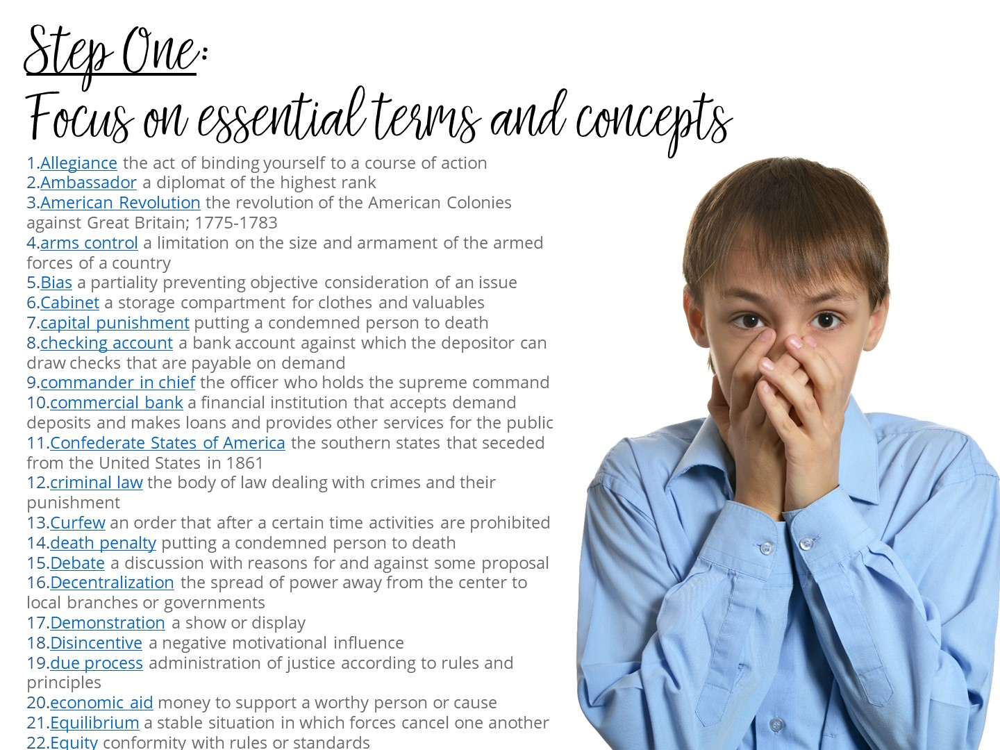 Step One:
Focus on essential terms and concepts
1.Allegiance the act of binding yourself to a course of action
2.Ambassador a diplomat of the highest rank
3.American Revolution the revolution of the American Colonies
against Great Britain; 1775-1783
4.arms control a limitation on the size and armament of the armed
forces of a country
5.Bias a partiality preventing objective consideration of an issue
6.Cabinet a storage compartment for clothes and valuables
7.capital punishment putting a condemned person to death
8.checking account a bank account against which the depositor can
draw checks that are payable on demand
9.commander in chief the officer who holds the supreme command
10.commercial bank a financial institution that accepts demand
deposits and makes loans and provides other services for the public
11.Confederate States of America the southern states that seceded
from the United States in 1861
12.criminal law the body of law dealing with crimes and their
punishment
13.Curfew an order that after a certain time activities are prohibited
14.death penalty putting a condemned person to death
15.Debate a discussion with reasons for and against some proposal
16.Decentralization the spread of power away from the center to
local branches or governments
17.Demonstration a show or display
18.Disincentive a negative motivational influence
19.due process administration of justice according to rules and
principles
20.economic aid money to support a worthy person or cause
21.Equilibrium a stable situation in which forces cancel one another
22.Equity conformity with rules or standards